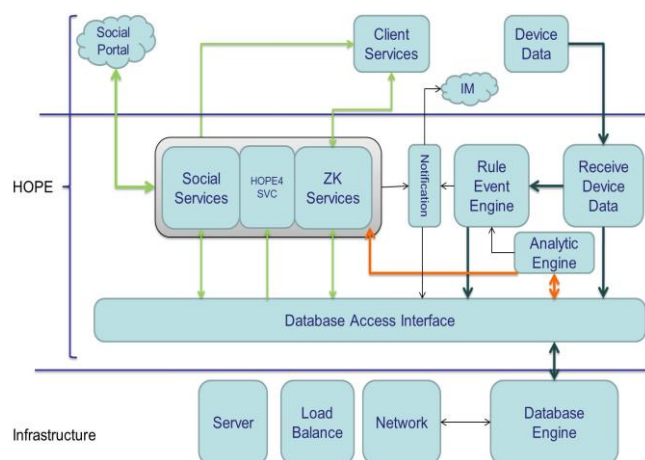 Social
Portal
Client
Services
Device
Data
IM
HOPE
Social
Services
HOPE4
SVC
ZK
Services
Notification
Rule
Event
Engine
Receive
Device
Data
Analytic
Engine
Database Access Interface
Infrastructure
Server
Load
Balance
Network
Database
Engine